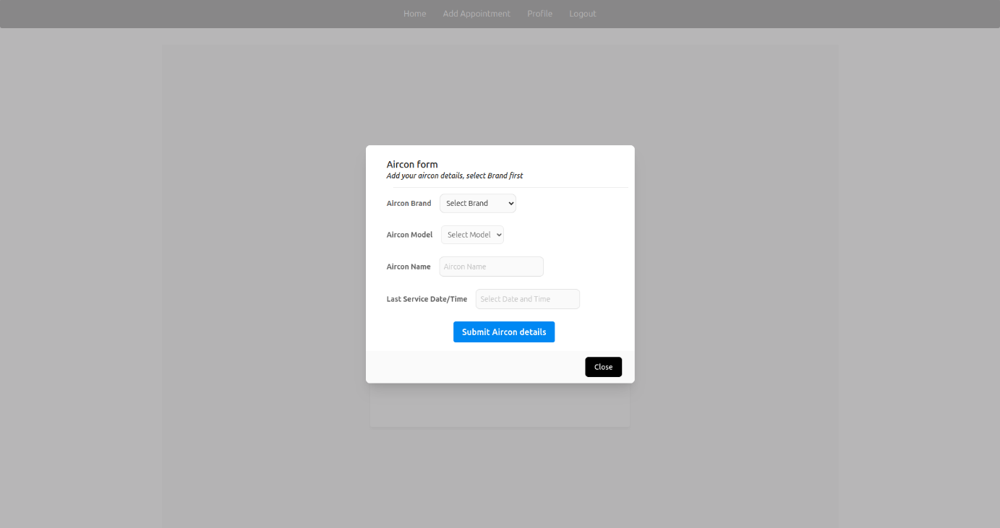 Home Add Appointment Profile Logout
Aircon form
Add your aircon details, select Brand first
Aircon Brand Select Brand
Aircon Model Select Model
Aircon Name Aircon Name
Last Service Date/Time Select Date and Time
Submit Aircon details
Close